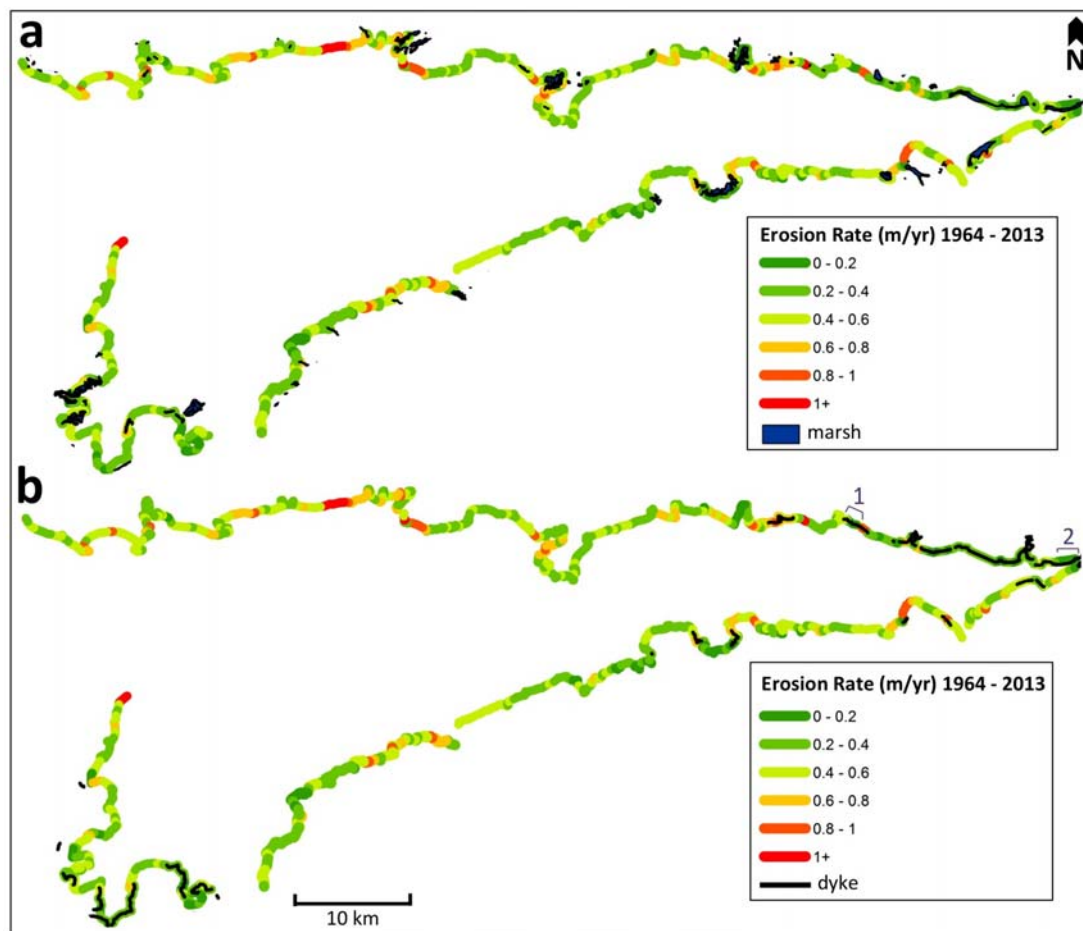 a
N
Erosion Rate (m/yr) 1964 - 2013
0 - 0.2
0.2 - 0.4
0.4 - 0.6
0.6 - 0.8
0.8 - 1
1+
marsh
b
1
2
Erosion Rate (m/yr) 1964 - 2013
0 - 0.2
0.2 - 0.4
0.4 - 0.6
0.6 - 0.8
0.8 - 1
1+
dyke
10 km